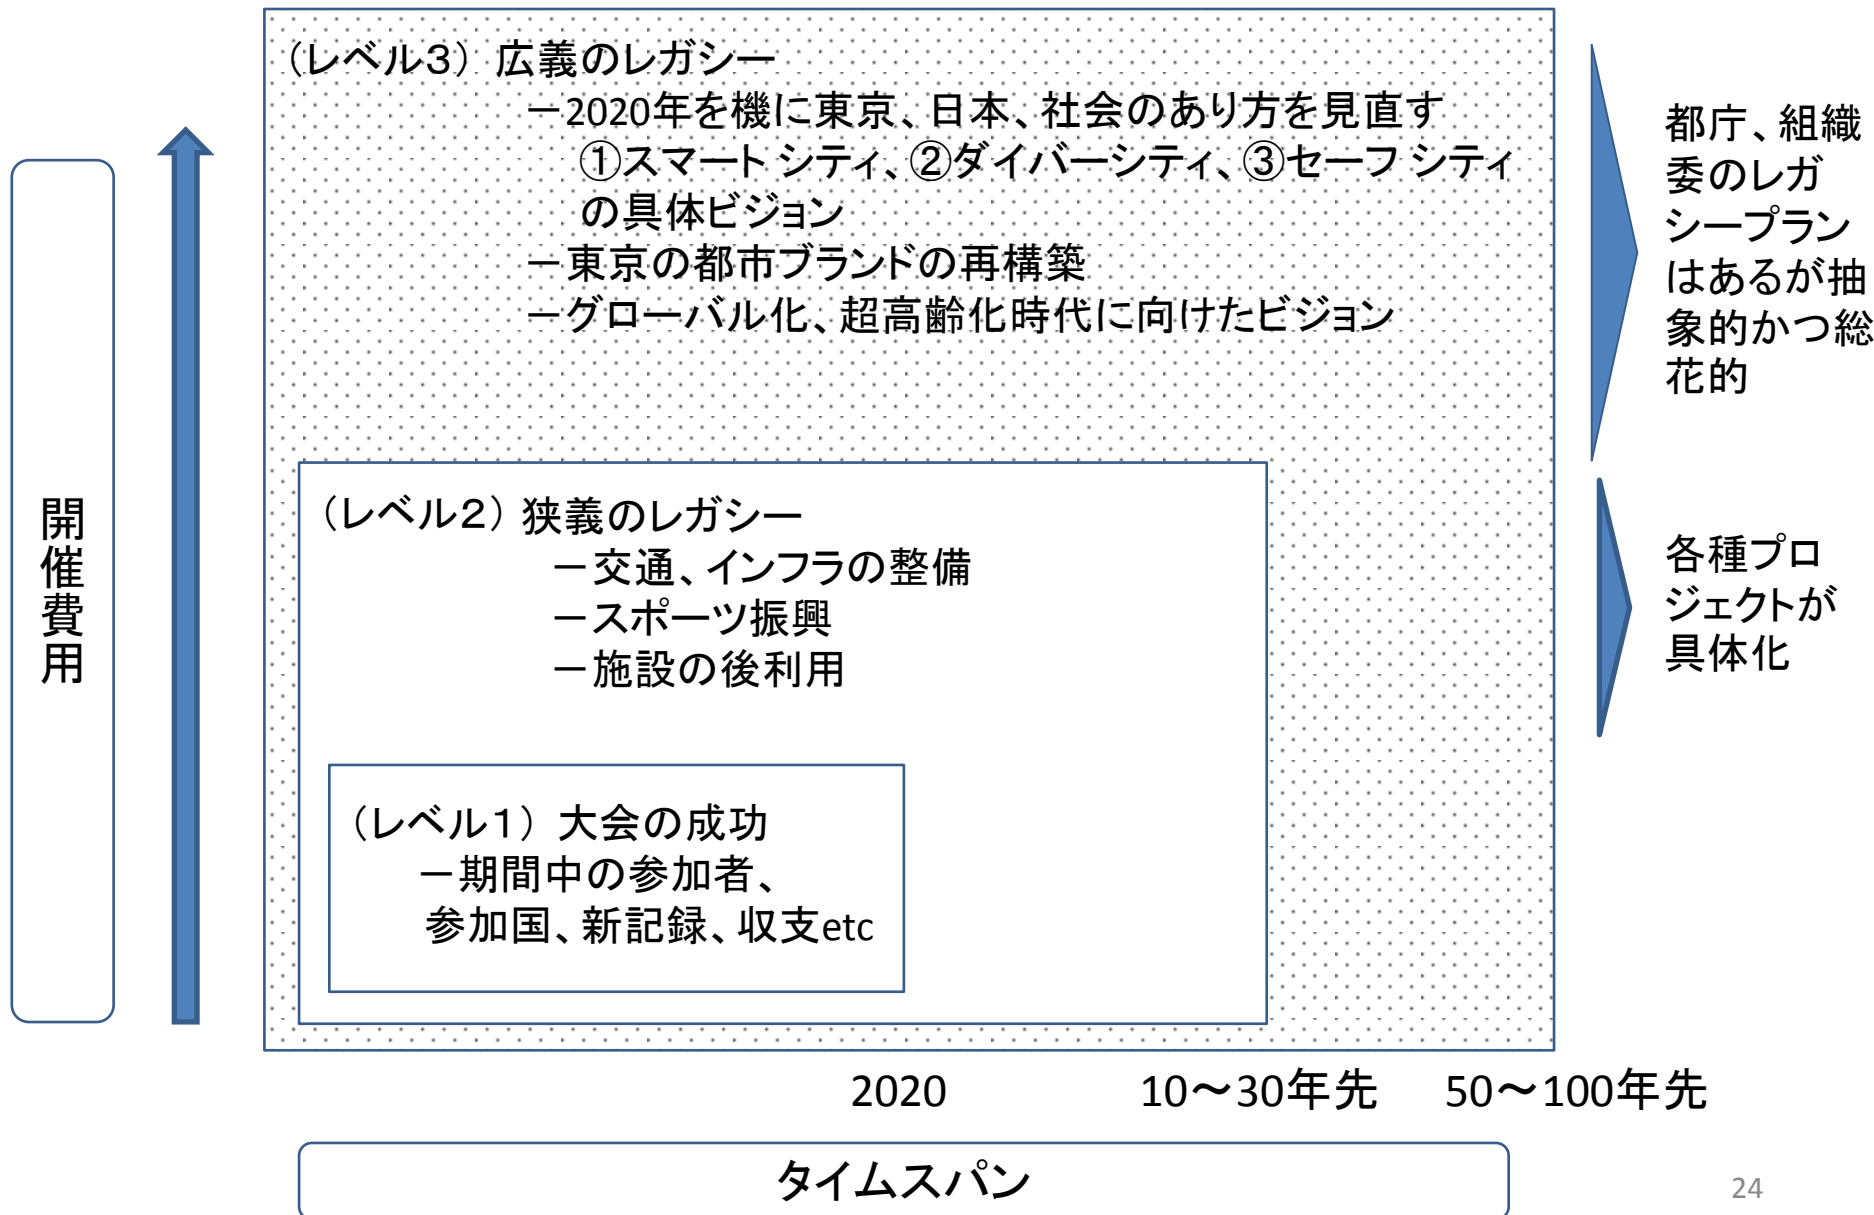 （レベル３） 広義のレガシー
－2020年を機に東京、日本、社会のあり方を見直す
①スマート シティ、②ダイバーシティ、③セーフ シティ
の具体ビジョン
－東京の都市ブランドの再構築
－グローバル化、超高齢化時代に向けたビジョン
都庁、組織
委のレガ
シープラン
はあるが抽
象的かつ総
花的
開催費用
（レベル２） 狭義のレガシー
－交通、インフラの整備
－スポーツ振興
－施設の後利用
各種プロ
ジェクトが
具体化
（レベル１） 大会の成功
－期間中の参加者、
参加国、新記録、収支etc
2020 10～30年先 50～100年先
タイムスパン
24